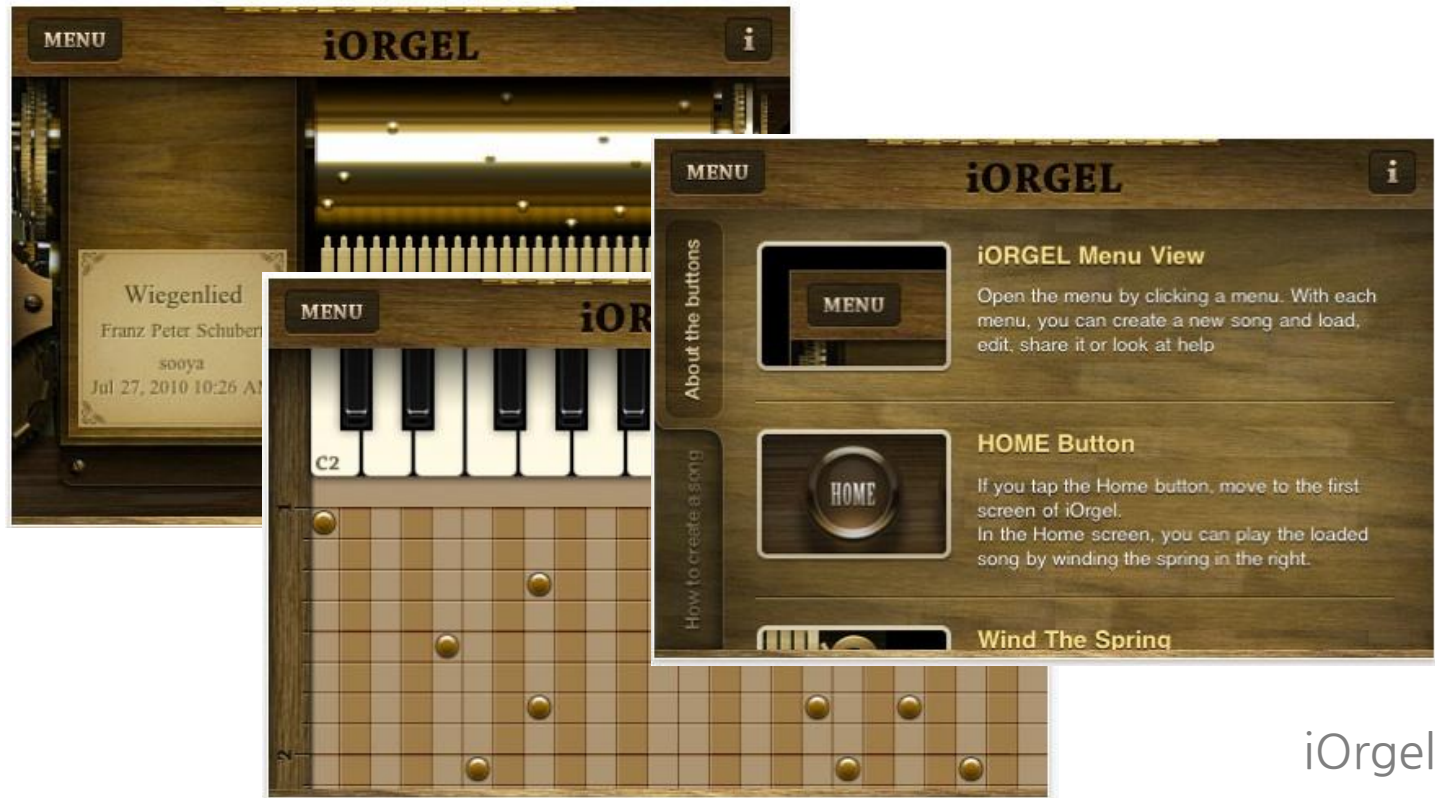 MENU
iORGEL
i
Wiegenlied
Franz Peter Schubert
sooya
Jul 27, 2010 10:26 AM
MENU
iOR
C2
1
2
MENU
iORGEL
i
About the buttons
How to create a song
iORGEL Menu View
MENU
Open the menu by clicking a menu. With each
menu, you can create a new song and load,
edit, share it or look at help
HOME Button
HOME
If you tap the Home button, move to the first
screen of iOrgel.
In the Home screen, you can play the loaded
song by winding the spring in the right.
Wind The Spring
iOrgel